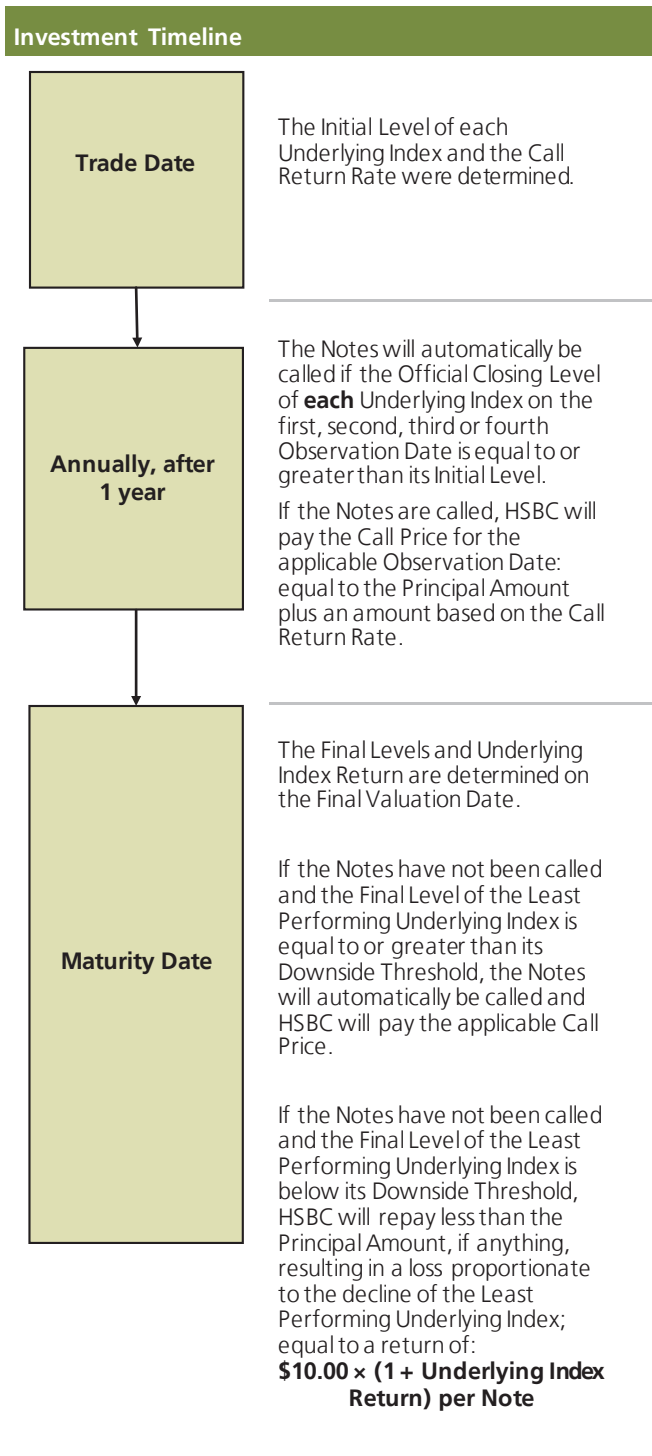 Investment Timeline
Trade Date
The Initial Level of each
Underlying Index and the Call
Return Rate were determined.
Annually, after
1 year
The Notes will automatically be
called if the Official Closing Level
of each Underlying Index on the
first, second, third or fourth
Observation Date is equal to or
greater than its Initial Level.
If the Notes are called, HSBC will
pay the Call Price for the
applicable Observation Date:
equal to the Principal Amount
plus an amount based on the Call
Return Rate.
Maturity Date
The Final Levels and Underlying
Index Return are determined on
the Final Valuation Date.
If the Notes have not been called
and the Final Level of the Least
Performing Underlying Index is
equal to or greater than its
Downside Threshold, the Notes
will automatically be called and
HSBC will pay the applicable Call
Price.
If the Notes have not been called
and the Final Level of the Least
Performing Underlying Index is
below its Downside Threshold,
HSBC will repay less than the
Principal Amount, if anything,
resulting in a loss proportionate
to the decline of the Least
Performing Underlying Index;
equal to a return of:
$10.00 × (1 + Underlying Index
Return) per Note